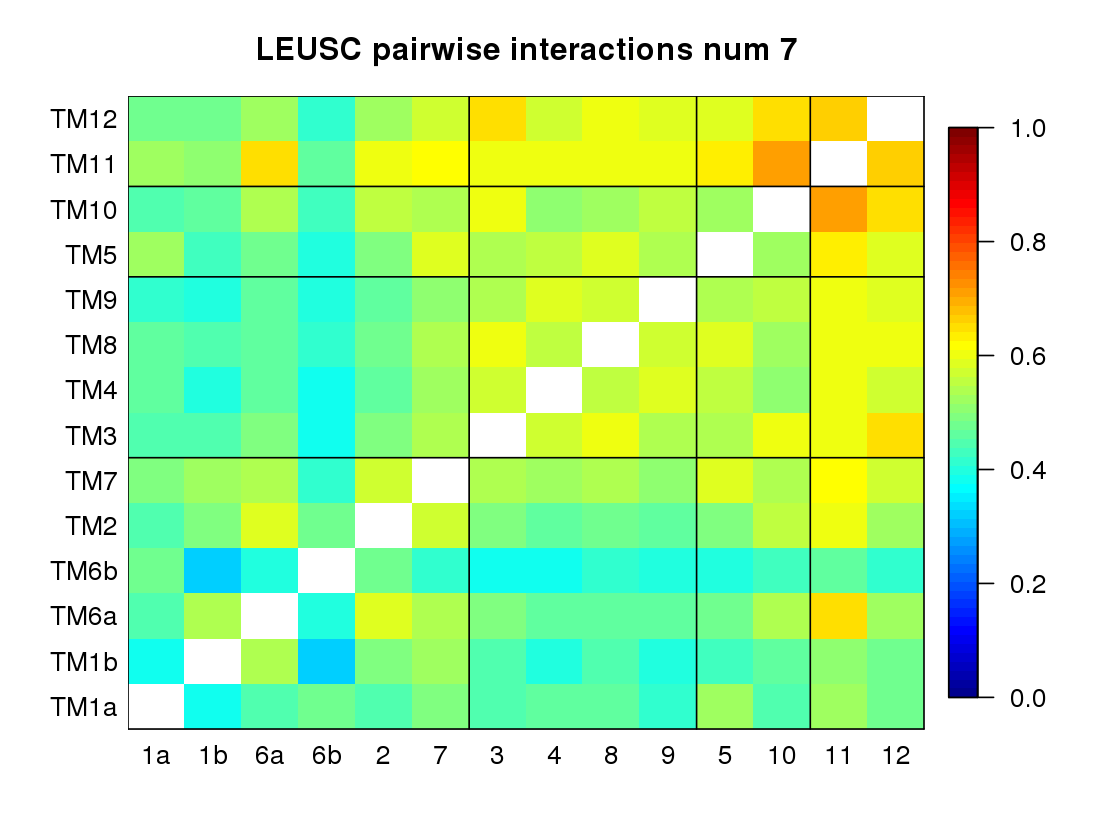 LEUSC pairwise interactions num 7
TM12
TM11
TM10
TM5
TM9
TM8
TM4
TM3
TM7
TM2
TM6b
TM6a
TM1b
TM1a
1a 1b 6a 6b 2 7 3 4 8 9 5 10 11 12
1.0
0.8
0.6
0.4
0.2
0.0